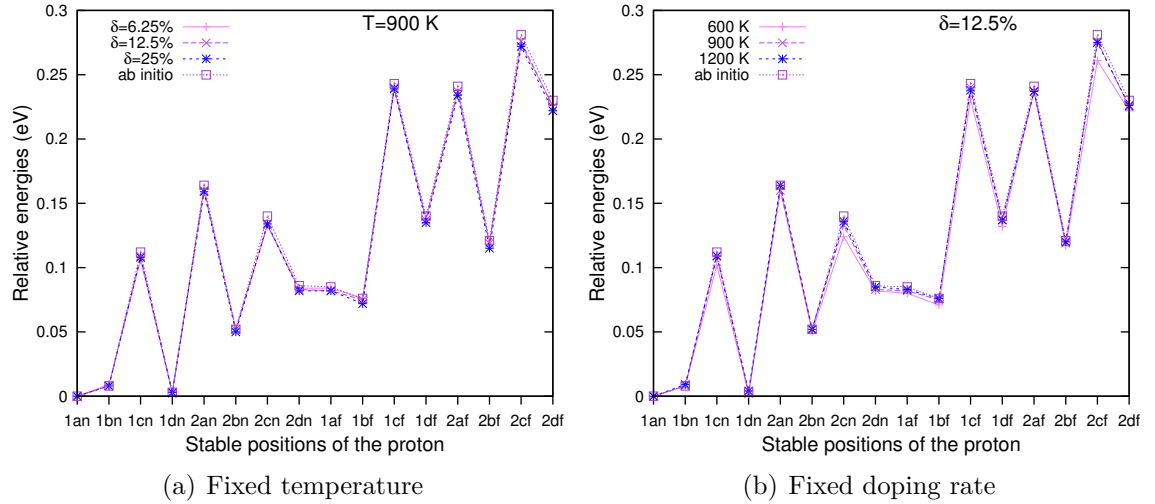 T=900 K
δ=6.25%
δ=12.5%
δ=25%
ab initio
Relative energies (eV)
0.3
0.25
0.2
0.15
0.1
0.05
0
1an 1bn 1cn 1dn 2an 2bn 2cn 2dn 1af 1bf 1cf 1df 2af 2bf 2cf 2df
Stable positions of the proton
(a) Fixed temperature
δ=12.5%
600 K
900 K
1200 K
ab initio
Relative energies (eV)
0.3
0.25
0.2
0.15
0.1
0.05
0
1an 1bn 1cn 1dn 2an 2bn 2cn 2dn 1af 1bf 1cf 1df 2af 2bf 2cf 2df
Stable positions of the proton
(b) Fixed doping rate